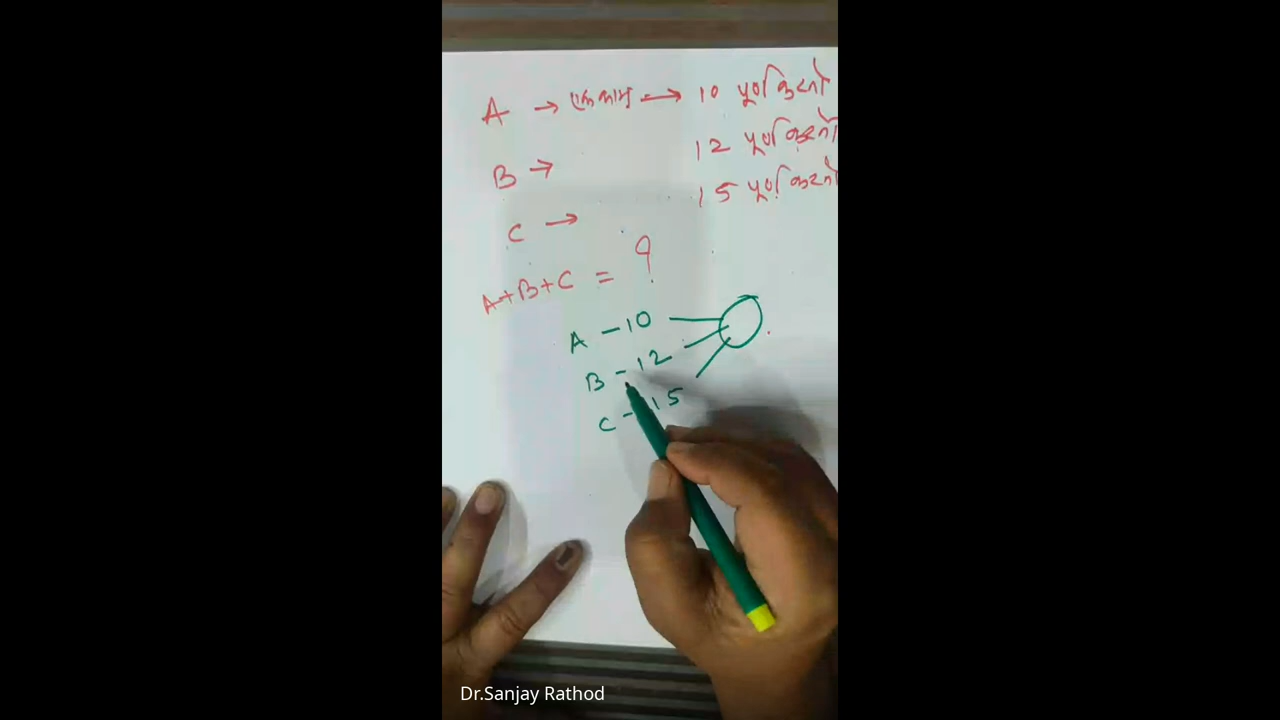 A → एक काम → 10 पूर्ण करतो
B → 12 पूर्ण करतो
C → 15 पूर्ण करतो
A+B+C = ?
A - 10
B - 12
C - 15
Dr.Sanjay Rathod